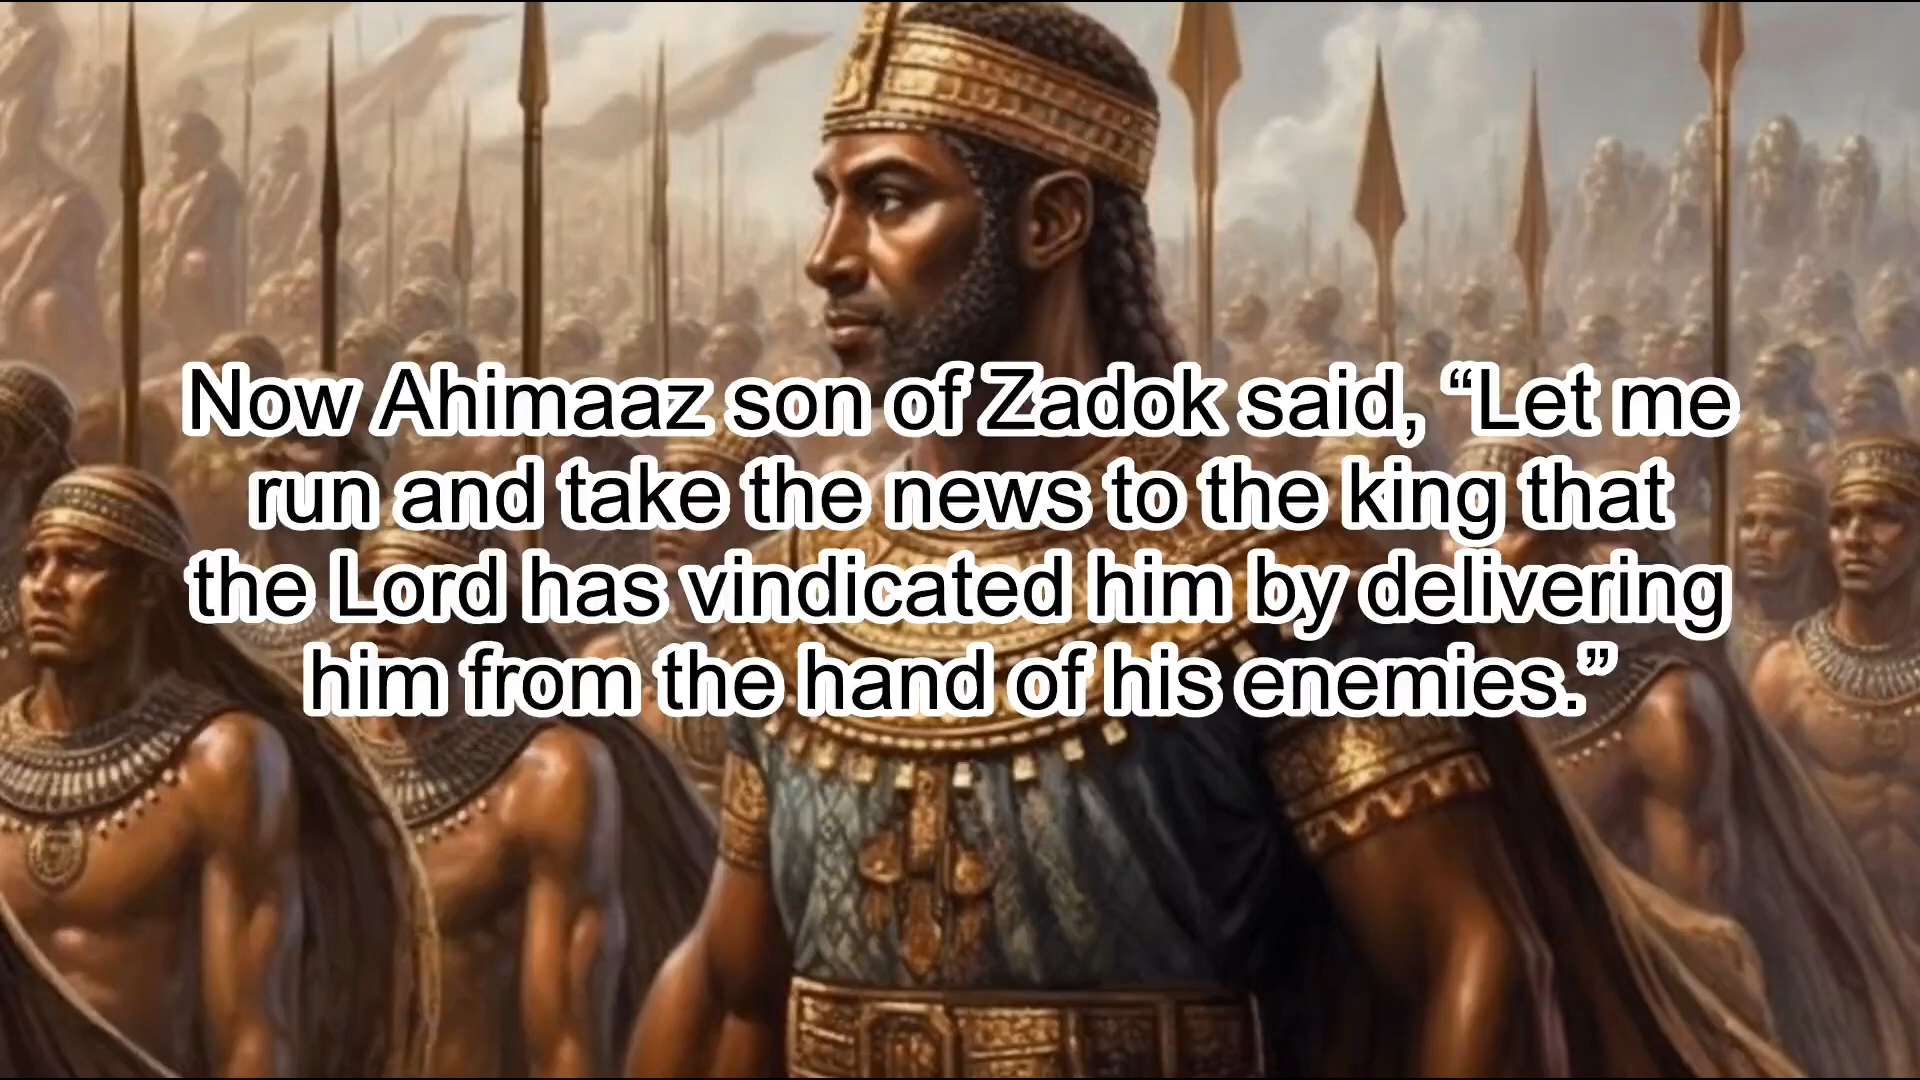 Now Ahimaaz son of Zadok said, “Let me
run and take the news to the king that
the Lord has vindicated him by delivering
him from the hand of his enemies.”